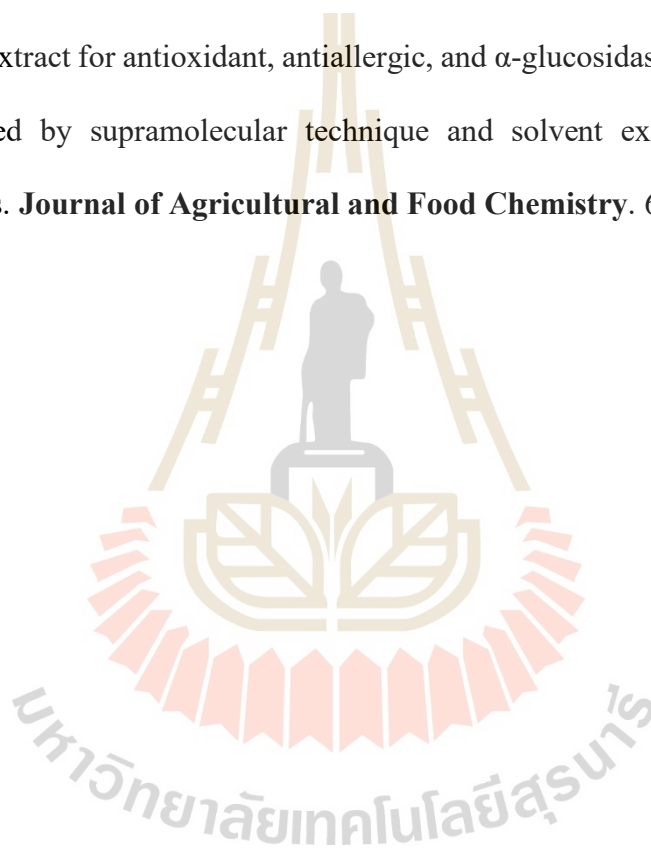 xtract for antioxidant, antiallergic, and α-glucosidas
ed by supramolecular technique and solvent ex
s. Journal of Agricultural and Food Chemistry. 6
มหาวิทยาลัยเทคโนโลยีสุรนารี